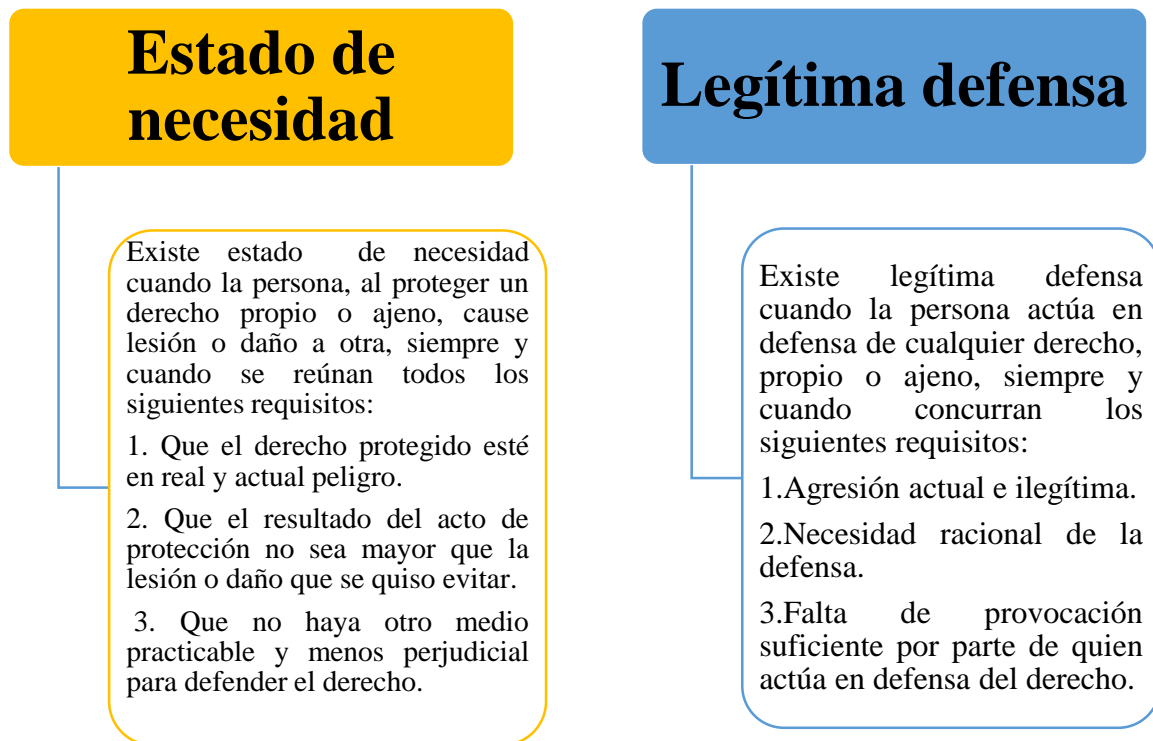 Estado de
necesidad
Existe estado de necesidad
cuando la persona, al proteger un
derecho propio o ajeno, cause
lesión o daño a otra, siempre y
cuando se reúnan todos los
siguientes requisitos:
1. Que el derecho protegido esté
en real y actual peligro.
2. Que el resultado del acto de
protección no sea mayor que la
lesión o daño que se quiso evitar.
3. Que no haya otro medio
practicable y menos perjudicial
para defender el derecho.
Legítima defensa
Existe legítima defensa
cuando la persona actúa en
defensa de cualquier derecho,
propio o ajeno, siempre y
cuando concurran los
siguientes requisitos:
1.Agresión actual e ilegítima.
2.Necesidad racional de la
defensa.
3.Falta de provocación
suficiente por parte de quien
actúa en defensa del derecho.